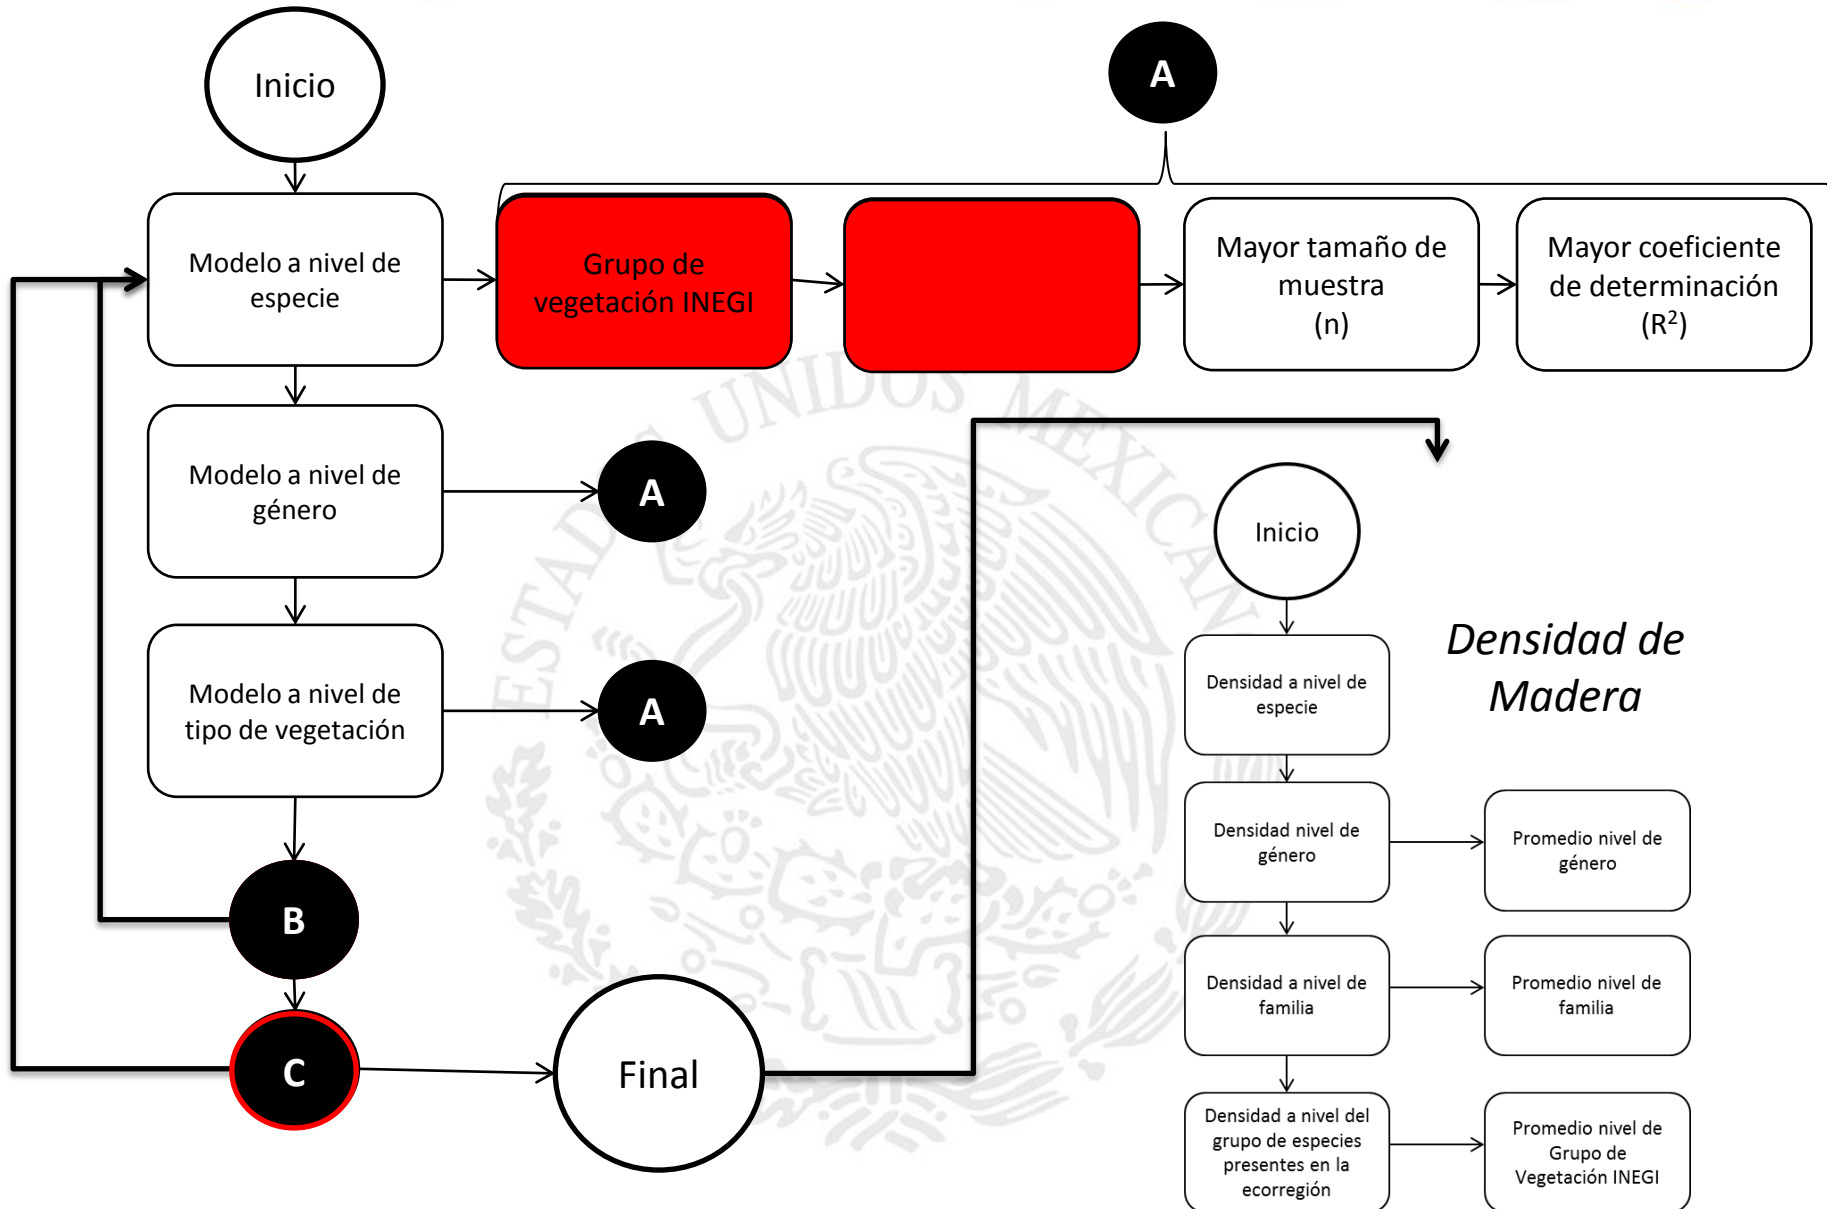 Inicio
A
Modelo a nivel de
especie
Grupo de
vegetación INEGI
Mayor tamaño de
muestra
(n)
Mayor coeficiente
de determinación
(R²)
Modelo a nivel de
género
A
Modelo a nivel de
tipo de vegetación
A
B
C
Final
ESTADOS UNIDOS MEXICANOS
Inicio
Densidad de
Madera
Densidad a nivel de
especie
Densidad nivel de
género
Promedio nivel de
género
Densidad a nivel de
familia
Promedio nivel de
familia
Densidad a nivel del
grupo de especies
presentes en la
ecorregión
Promedio nivel de
Grupo de
Vegetación INEGI